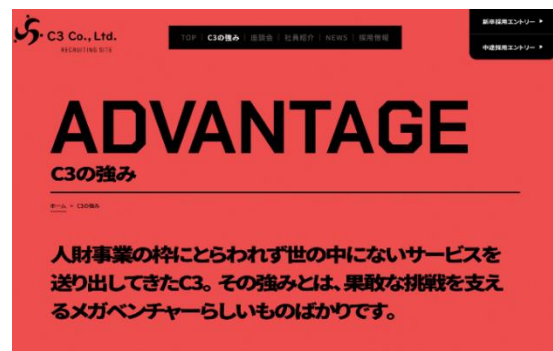 C3 Co., Ltd.
RECRUITING SITE
TOP | C3の強み | 座談会 | 社員紹介 | NEWS | 採用情報
新卒採用エントリー ▶
中途採用エントリー ▶
ADVANTAGE
C3の強み
ホーム > C3の強み
人財事業の枠にとらわれず世の中にないサービスを
送り出してきたC3。その強みとは、果敢な挑戦を支え
るメガベンチャーらしいものばかりです。